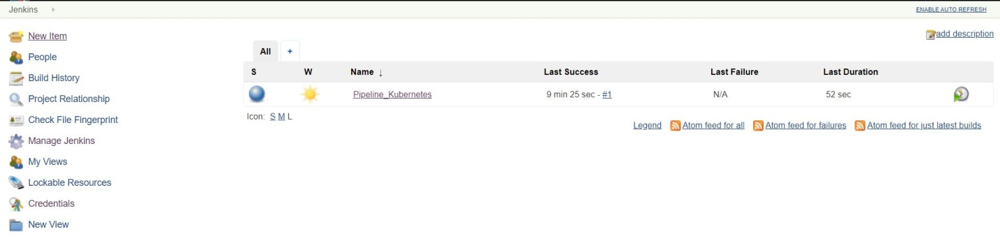 Jenkins
ENABLE AUTO REFRESH
New Item
People
Build History
Project Relationship
Check File Fingerprint
Manage Jenkins
My Views
Lockable Resources
Credentials
New View
add description
All +
S W Name ↓ Last Success Last Failure Last Duration
Pipeline_Kubernetes 9 min 25 sec - #1 N/A 52 sec
Icon: S M L
Legend Atom feed for all Atom feed for failures Atom feed for just latest builds